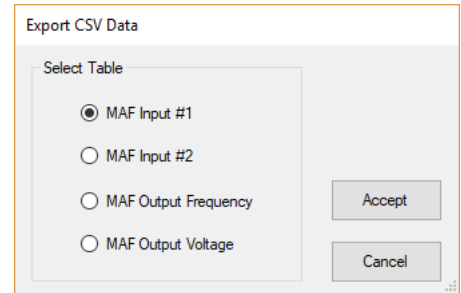 Export CSV Data
Select Table
MAF Input #1
MAF Input #2
MAF Output Frequency
MAF Output Voltage
Accept
Cancel